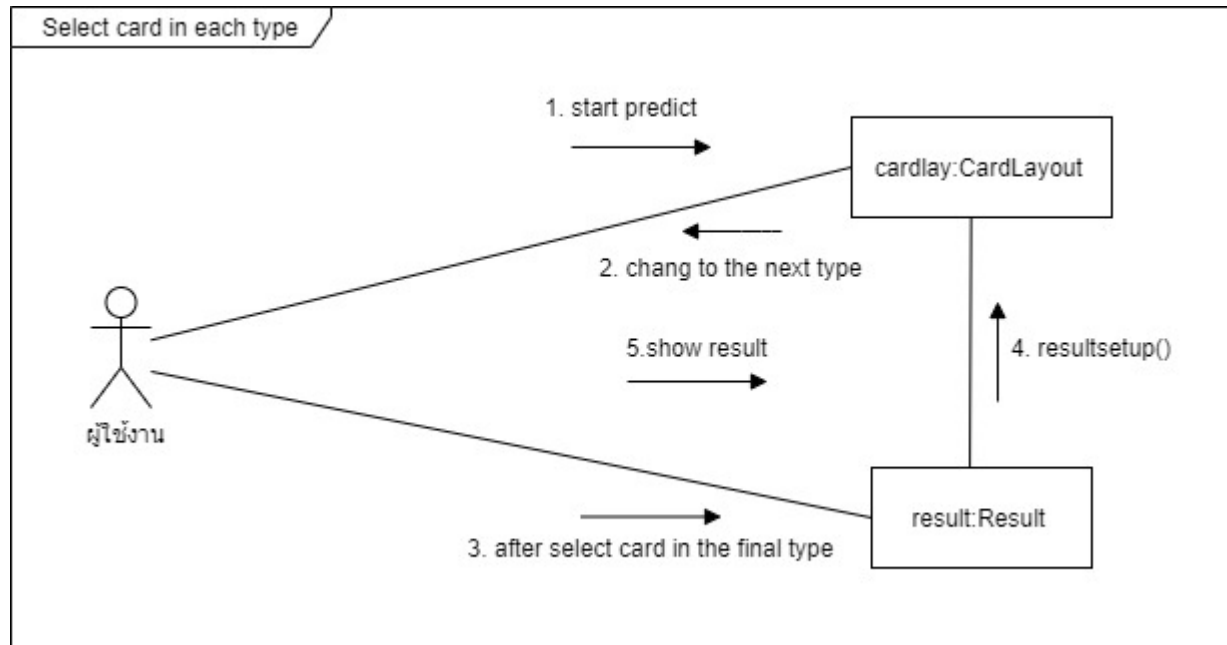 Select card in each type
1. start predict
cardlay:CardLayout
2. chang to the next type
5.show result
4. resultsetup()
ผู้ใช้งาน
result:Result
3. after select card in the final type